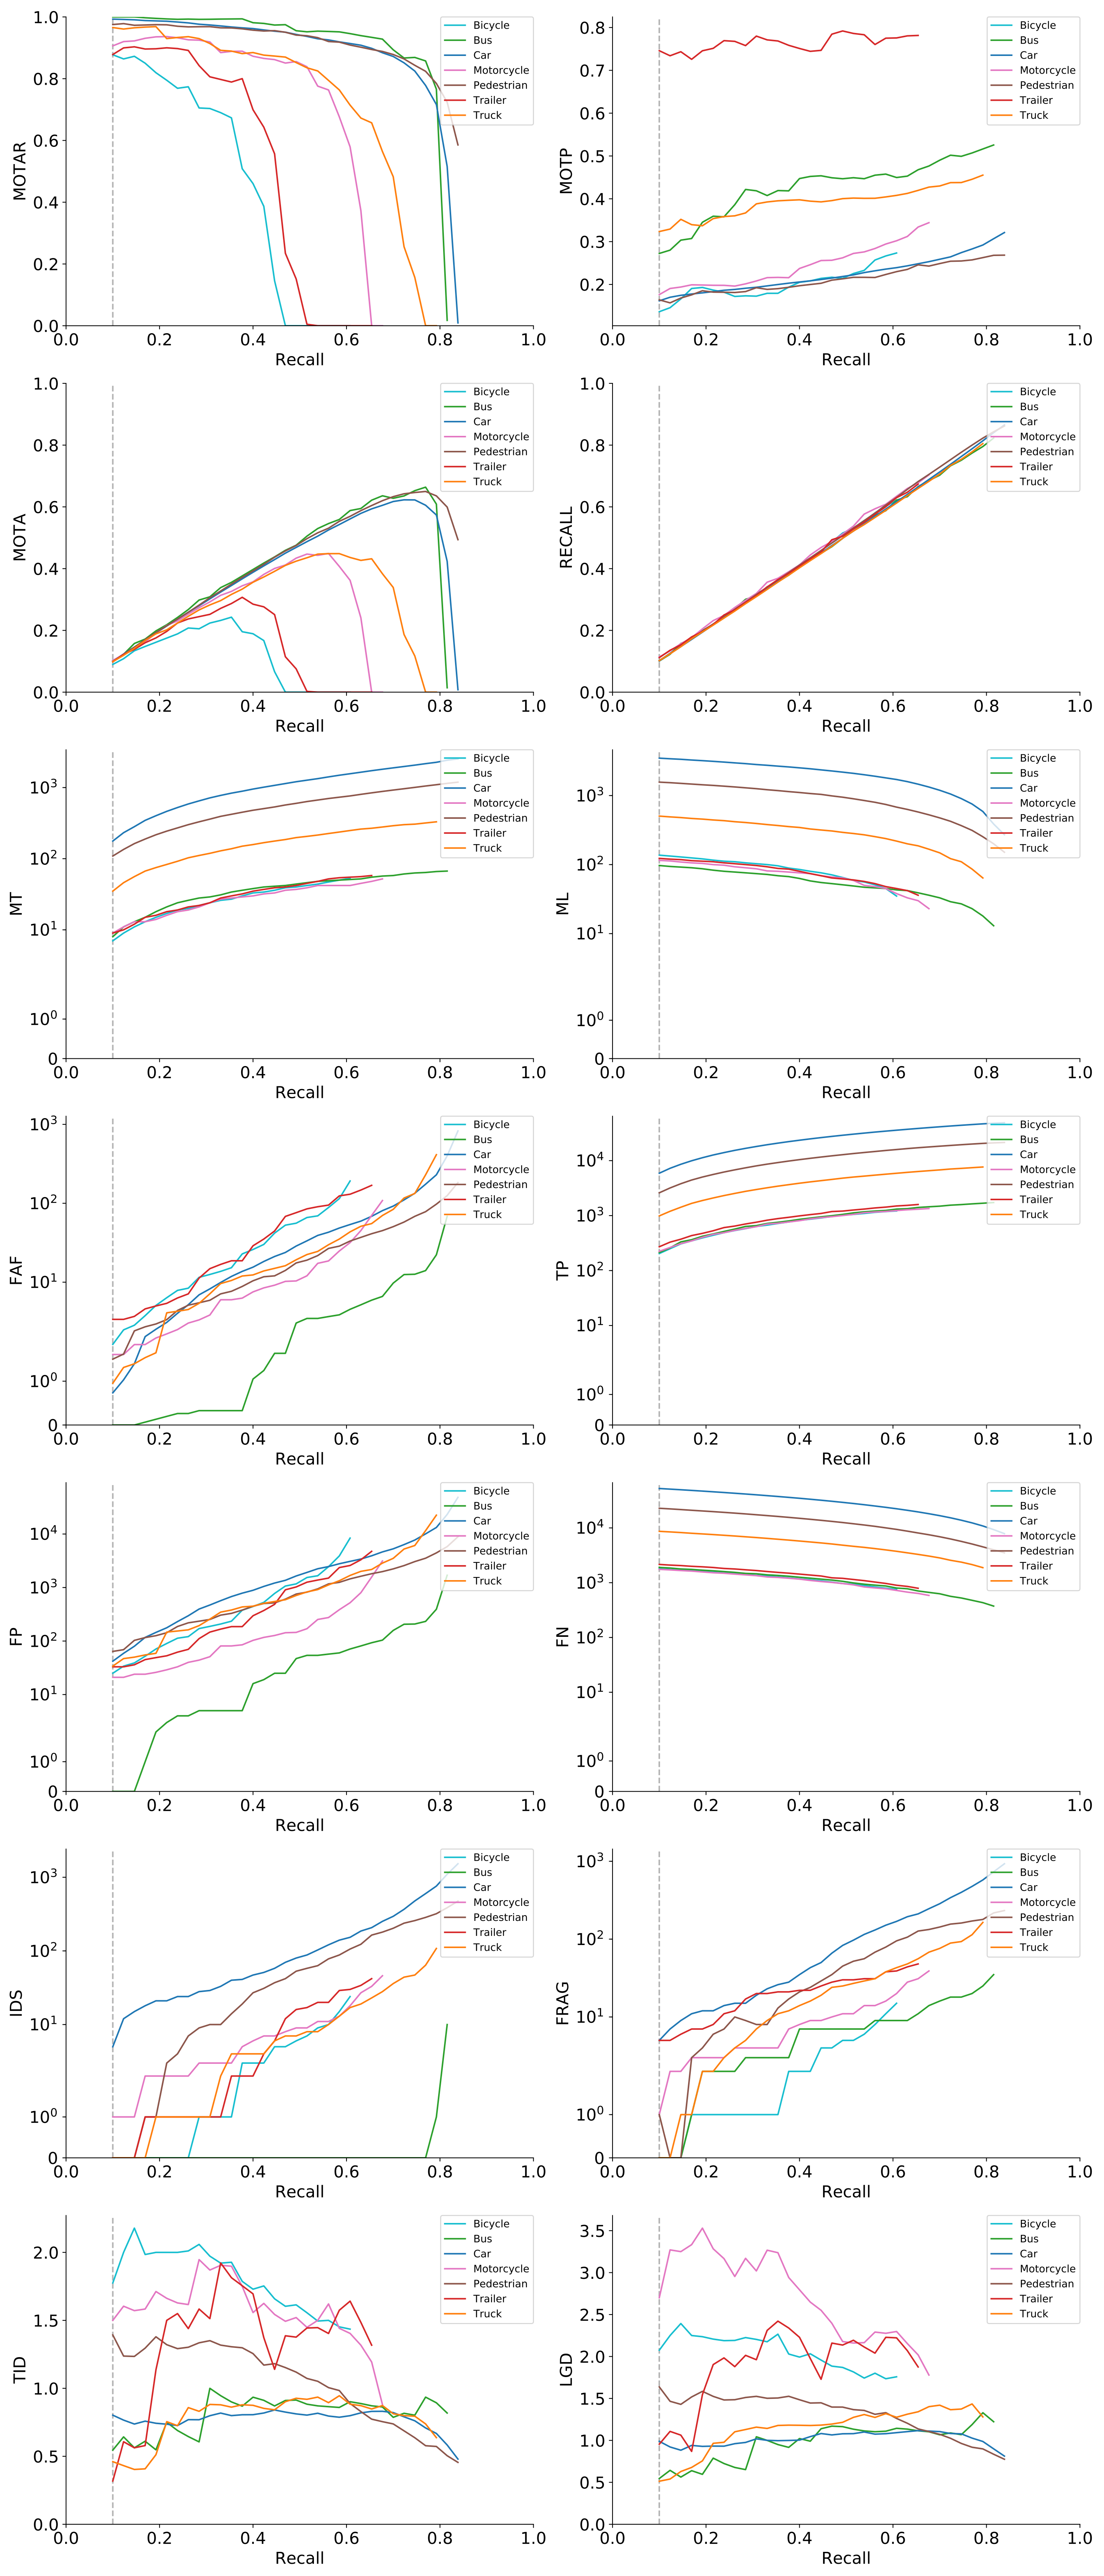 MOTAR
1.0
0.8
0.6
0.4
0.2
0.0
0.0 0.2 0.4 0.6 0.8 1.0
Recall
Bicycle
Bus
Car
Motorcycle
Pedestrian
Trailer
Truck
MOTP
0.8
0.7
0.6
0.5
0.4
0.3
0.2
0.0 0.2 0.4 0.6 0.8 1.0
Recall
Bicycle
Bus
Car
Motorcycle
Pedestrian
Trailer
Truck
MOTA
1.0
0.8
0.6
0.4
0.2
0.0
0.0 0.2 0.4 0.6 0.8 1.0
Recall
Bicycle
Bus
Car
Motorcycle
Pedestrian
Trailer
Truck
RECALL
1.0
0.8
0.6
0.4
0.2
0.0
0.0 0.2 0.4 0.6 0.8 1.0
Recall
Bicycle
Bus
Car
Motorcycle
Pedestrian
Trailer
Truck
MT
10³
10²
10¹
10⁰
0
0.0 0.2 0.4 0.6 0.8 1.0
Recall
Bicycle
Bus
Car
Motorcycle
Pedestrian
Trailer
Truck
ML
10³
10²
10¹
10⁰
0
0.0 0.2 0.4 0.6 0.8 1.0
Recall
Bicycle
Bus
Car
Motorcycle
Pedestrian
Trailer
Truck
FAF
10³
10²
10¹
10⁰
0
0.0 0.2 0.4 0.6 0.8 1.0
Recall
Bicycle
Bus
Car
Motorcycle
Pedestrian
Trailer
Truck
TP
10⁴
10³
10²
10¹
10⁰
0
0.0 0.2 0.4 0.6 0.8 1.0
Recall
Bicycle
Bus
Car
Motorcycle
Pedestrian
Trailer
Truck
FP
10⁴
10³
10²
10¹
10⁰
0
0.0 0.2 0.4 0.6 0.8 1.0
Recall
Bicycle
Bus
Car
Motorcycle
Pedestrian
Trailer
Truck
FN
10⁴
10³
10²
10¹
10⁰
0
0.0 0.2 0.4 0.6 0.8 1.0
Recall
Bicycle
Bus
Car
Motorcycle
Pedestrian
Trailer
Truck
IDS
10³
10²
10¹
10⁰
0
0.0 0.2 0.4 0.6 0.8 1.0
Recall
Bicycle
Bus
Car
Motorcycle
Pedestrian
Trailer
Truck
FRAG
10³
10²
10¹
10⁰
0
0.0 0.2 0.4 0.6 0.8 1.0
Recall
Bicycle
Bus
Car
Motorcycle
Pedestrian
Trailer
Truck
TID
2.0
1.5
1.0
0.5
0.0
0.0 0.2 0.4 0.6 0.8 1.0
Recall
Bicycle
Bus
Car
Motorcycle
Pedestrian
Trailer
Truck
LGD
3.5
3.0
2.5
2.0
1.5
1.0
0.5
0.0
0.0 0.2 0.4 0.6 0.8 1.0
Recall
Bicycle
Bus
Car
Motorcycle
Pedestrian
Trailer
Truck